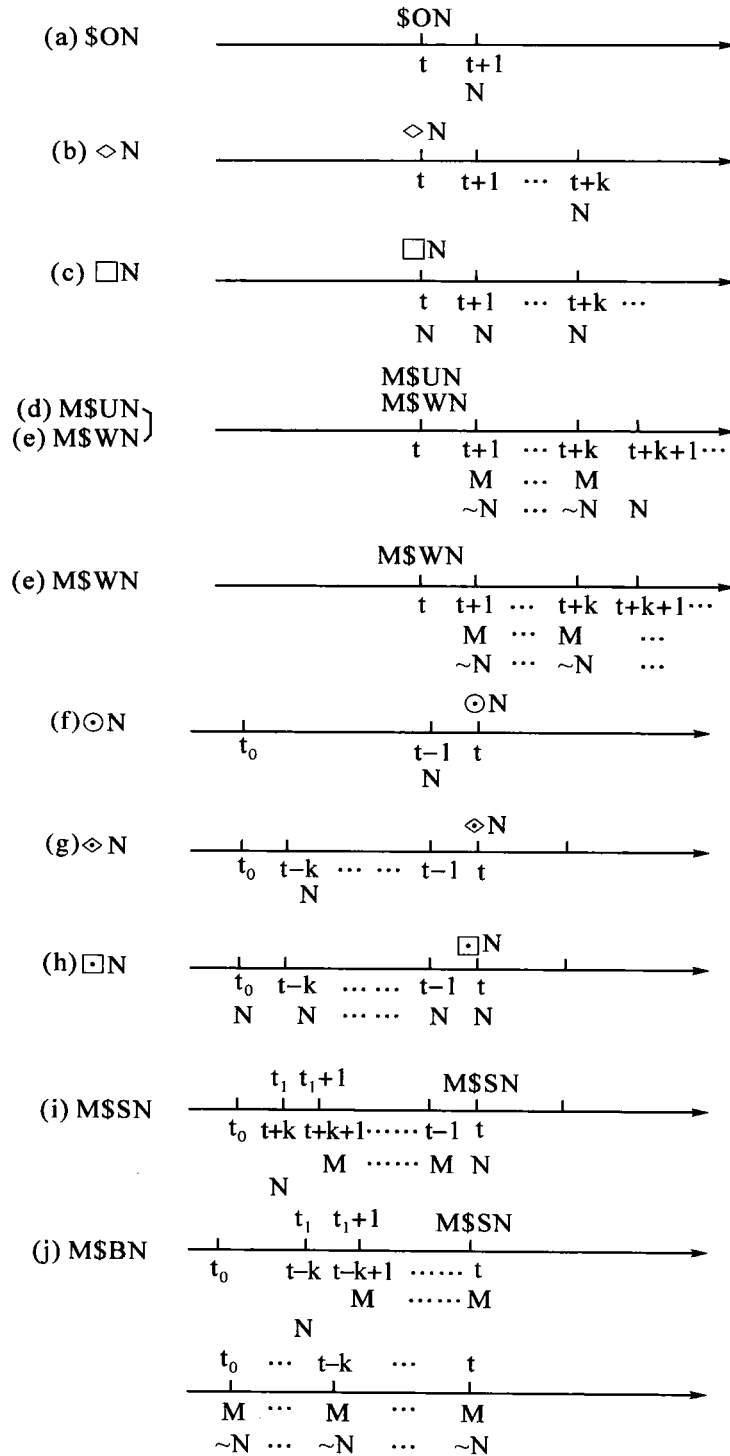 $ON
(a) $ON
t t+1
N
◇N
(b) ◇N
t t+1 ⋯ t+k
N
□N
(c) □N
t t+1 ⋯ t+k ⋯
N N N
M$UN
(d) M$UN
M$WN
(e) M$WN
t t+1 ⋯ t+k t+k+1⋯
M ⋯ M
~N ⋯ ~N N
M$WN
(e) M$WN
t t+1 ⋯ t+k t+k+1⋯
M ⋯ M ⋯
~N ⋯ ~N ⋯
⊙N
(f) ⊙N
t₀ t−1 t
N
⟐N
(g) ⟐ N
t₀ t−k ⋯ ⋯ t−1 t
N
⊡N
(h) ⊡N
t₀ t−k ⋯⋯ t−1 t
N N ⋯⋯ N N
t₁ t₁+1 M$SN
(i) M$SN
t₀ t+k t+k+1⋯⋯ t−1 t
M ⋯⋯ M N
N
t₁ t₁+1 M$SN
(j) M$BN
t₀ t−k t−k+1 ⋯⋯ t
M ⋯⋯ M
N
t₀ ⋯ t−k ⋯ t
M ⋯ M ⋯ M
~N ⋯ ~N ⋯ ~N